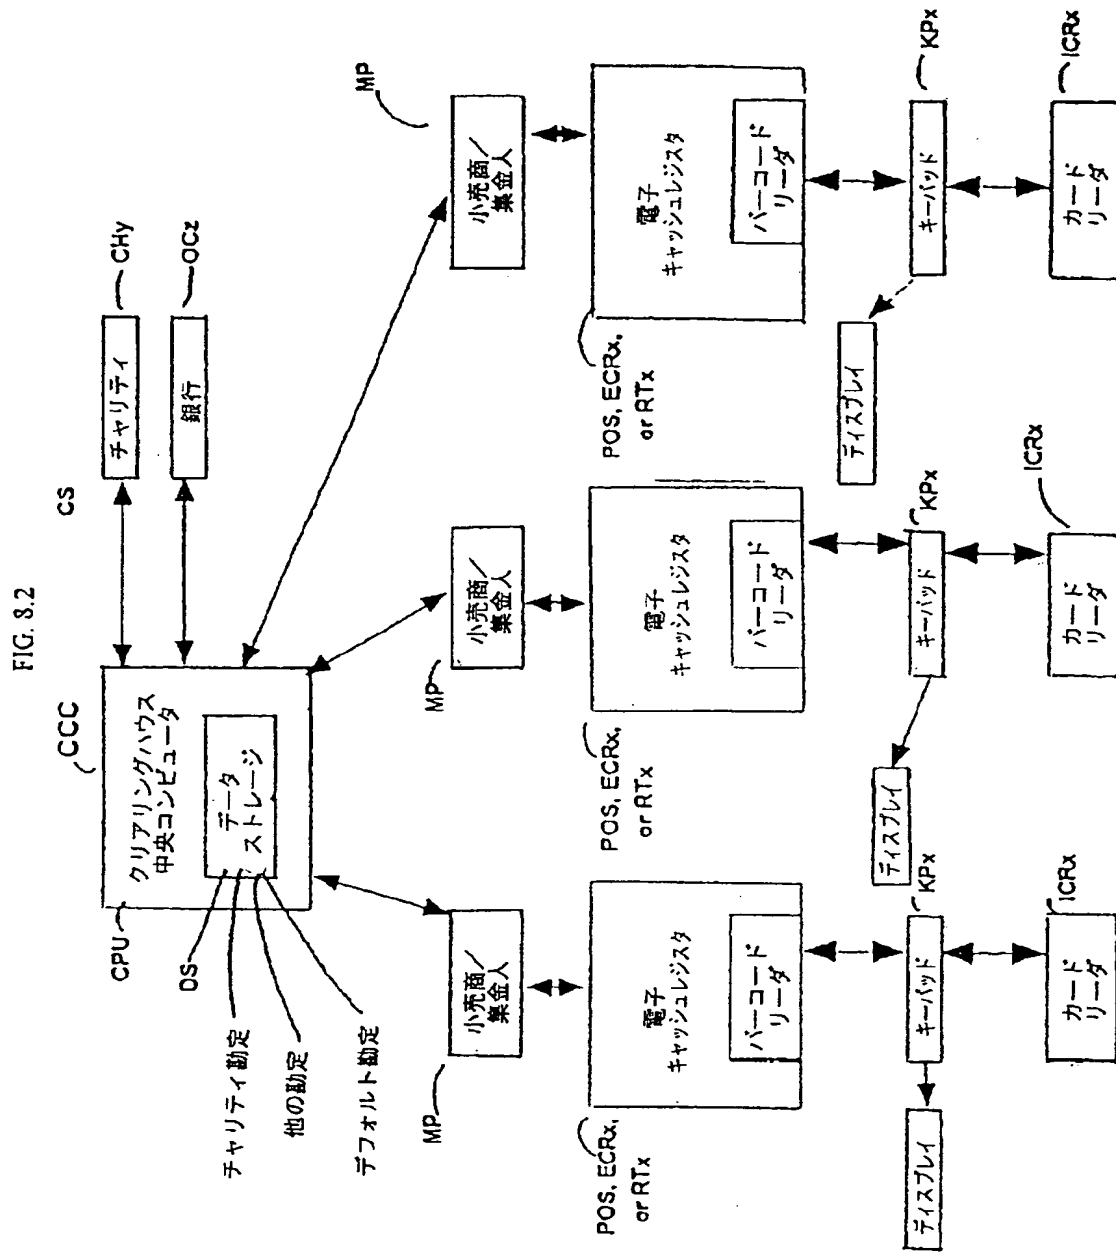 FIG. 8.2
CCC
クリアリングハウス
中央コンピュータ
データ
ストレージ
CPU
DS
チャリティ勘定
他の勘定
デフォルト勘定
CS
チャリティ
CHy
銀行
OCz
MP
小売商／
集金人
MP
小売商／
集金人
MP
小売商／
集金人
POS, ECRx,
or RTx
電子
キャッシュレジスタ
バーコード
リーダ
POS, ECRx,
or RTx
電子
キャッシュレジスタ
バーコード
リーダ
POS, ECRx,
or RTx
電子
キャッシュレジスタ
バーコード
リーダ
ディスプレイ
キーパッド
KPx
ディスプレイ
キーパッド
KPx
ディスプレイ
キーパッド
KPx
カード
リーダ
ICRx
カード
リーダ
ICRx
カード
リーダ
ICRx